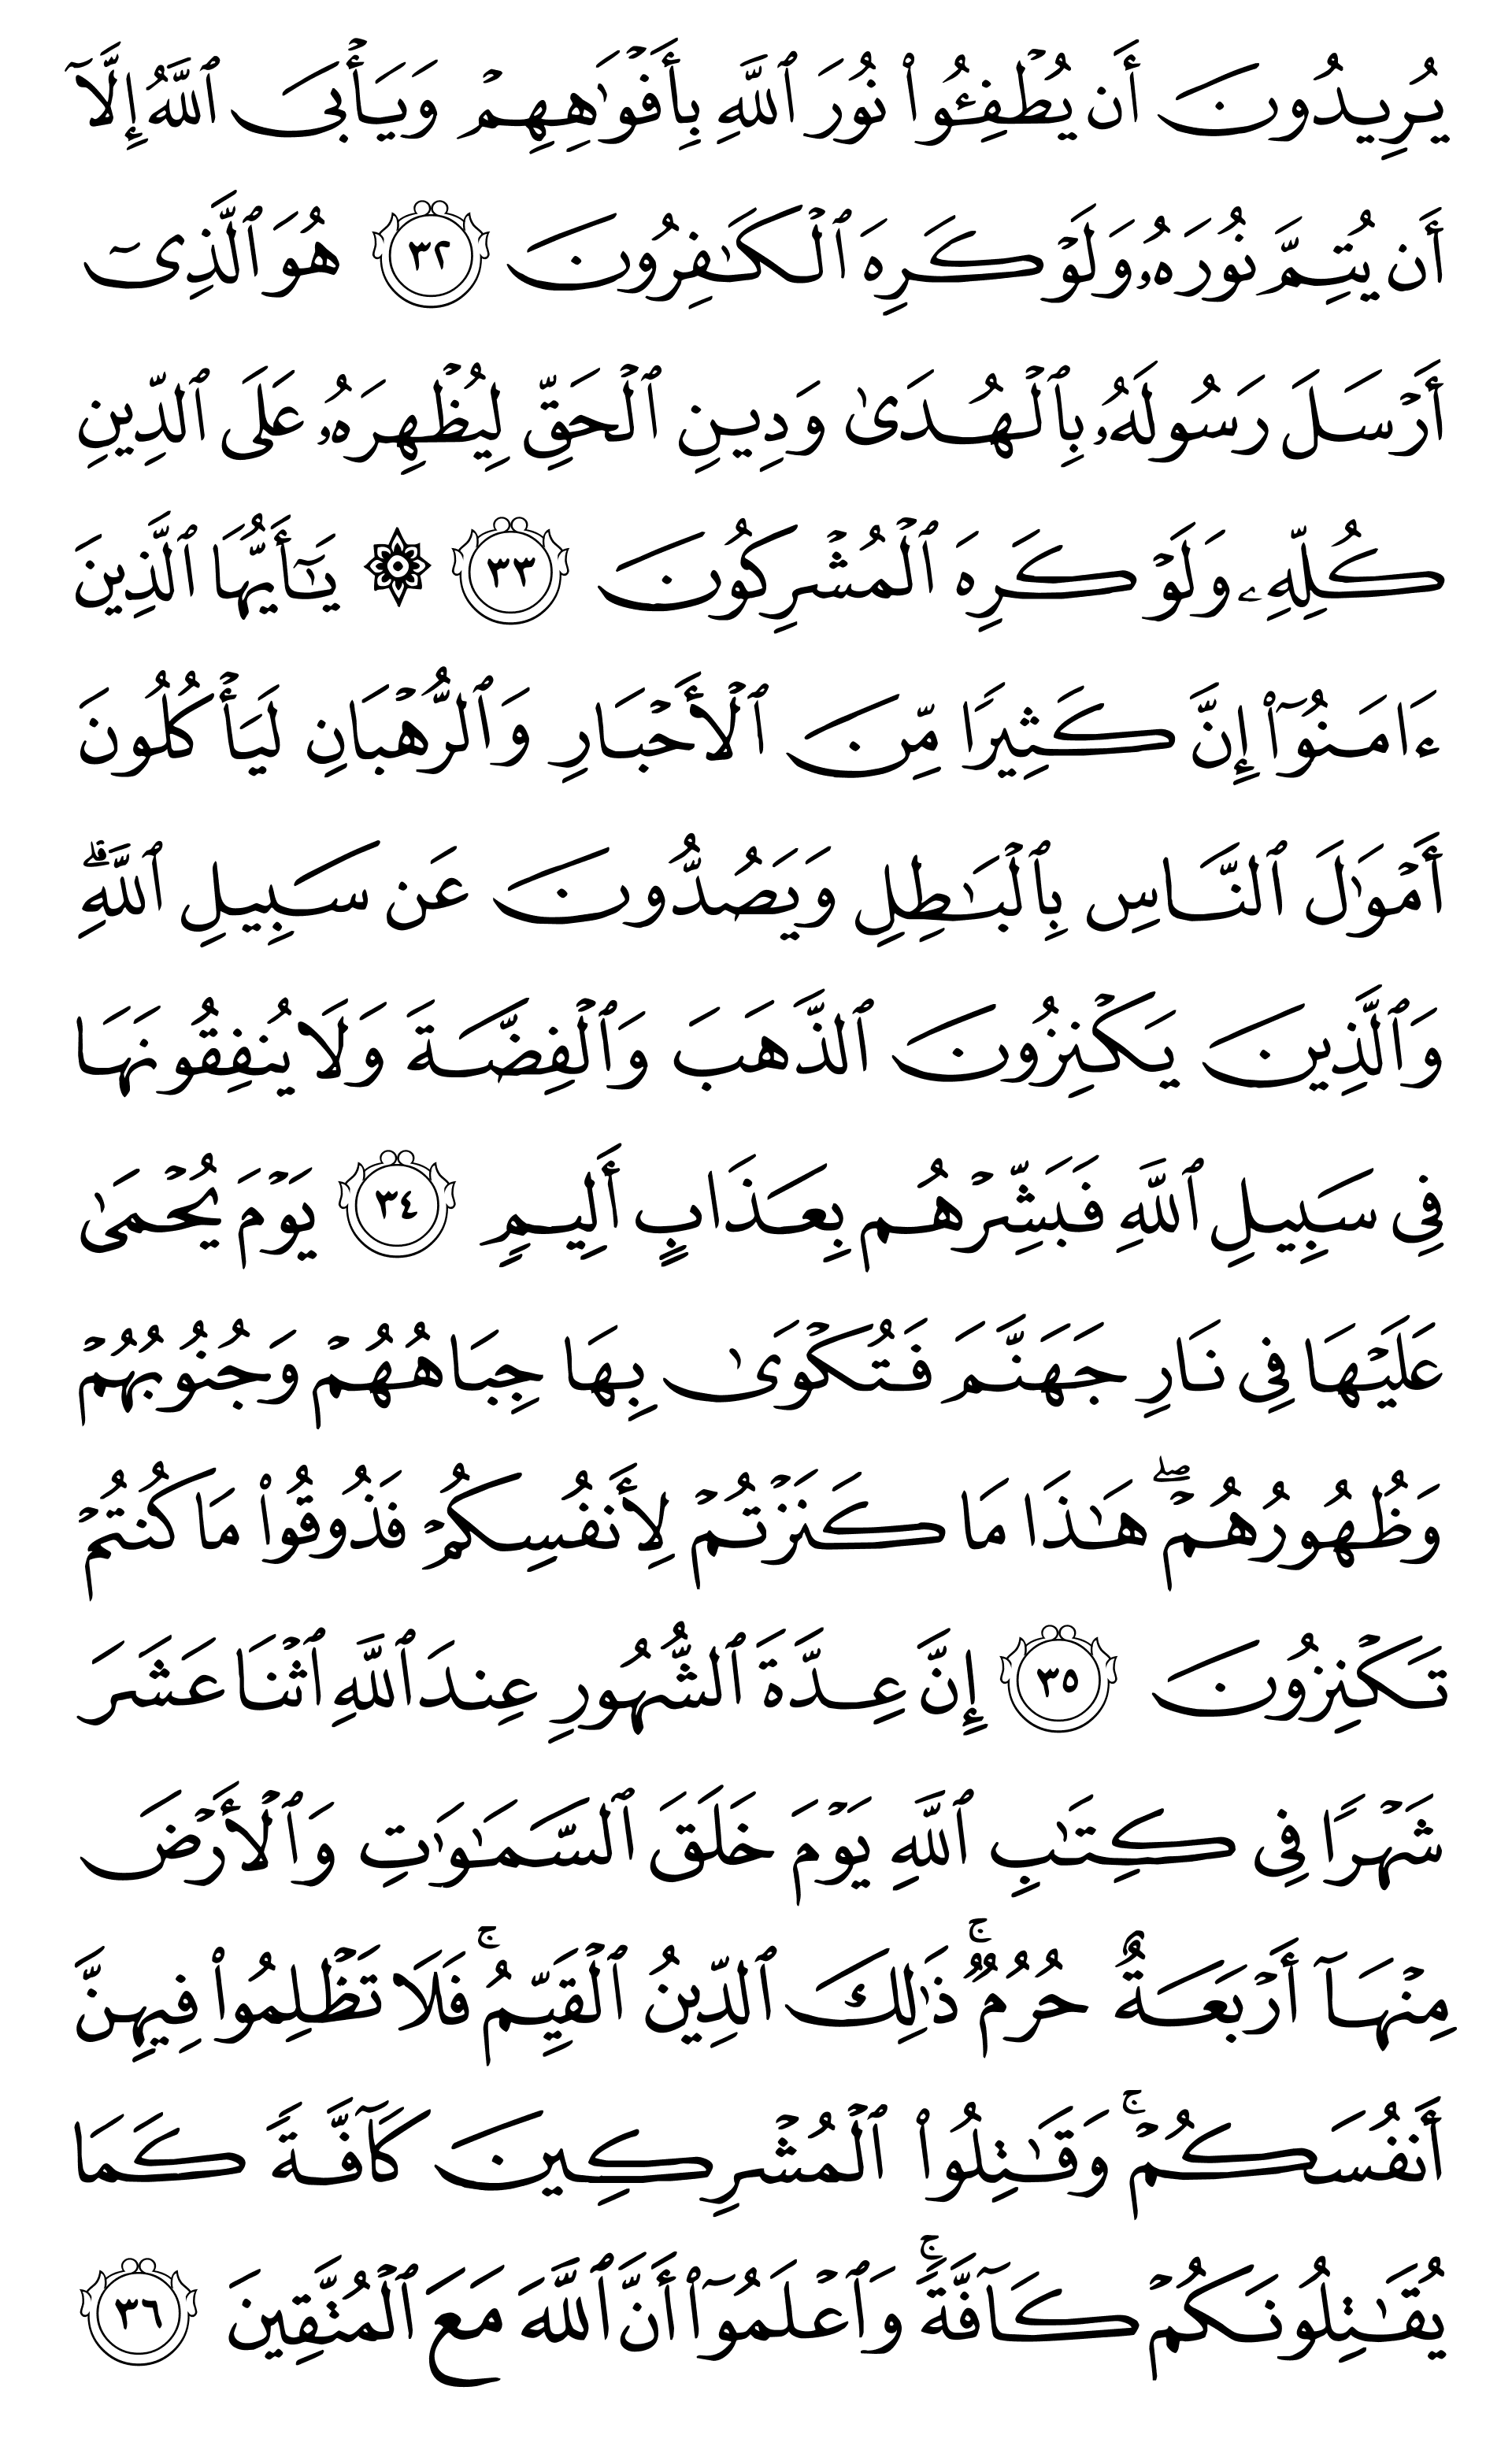 يُرِيدُونَ أَن يُطۡفِـُٔواْ نُورَ ٱللَّهِ بِأَفۡوَٰهِهِمۡ وَيَأۡبَى ٱللَّهُ إِلَّآ
أَن يُتِمَّ نُورَهُۥ وَلَوۡ كَرِهَ ٱلۡكَٰفِرُونَ ٣٢ هُوَ ٱلَّذِيٓ
أَرۡسَلَ رَسُولَهُۥ بِٱلۡهُدَىٰ وَدِينِ ٱلۡحَقِّ لِيُظۡهِرَهُۥ عَلَى ٱلدِّينِ
كُلِّهِۦ وَلَوۡ كَرِهَ ٱلۡمُشۡرِكُونَ ٣٣ ۞ يَٰٓأَيُّهَا ٱلَّذِينَ
ءَامَنُوٓاْ إِنَّ كَثِيرٗا مِّنَ ٱلۡأَحۡبَارِ وَٱلرُّهۡبَانِ لَيَأۡكُلُونَ
أَمۡوَٰلَ ٱلنَّاسِ بِٱلۡبَٰطِلِ وَيَصُدُّونَ عَن سَبِيلِ ٱللَّهِۗ
وَٱلَّذِينَ يَكۡنِزُونَ ٱلذَّهَبَ وَٱلۡفِضَّةَ وَلَا يُنفِقُونَهَا
فِي سَبِيلِ ٱللَّهِ فَبَشِّرۡهُم بِعَذَابٍ أَلِيمٖ ٣٤ يَوۡمَ يُحۡمَىٰ
عَلَيۡهَا فِي نَارِ جَهَنَّمَ فَتُكۡوَىٰ بِهَا جِبَاهُهُمۡ وَجُنُوبُهُمۡ
وَظُهُورُهُمۡۖ هَٰذَا مَا كَنَزۡتُمۡ لِأَنفُسِكُمۡ فَذُوقُواْ مَا كُنتُمۡ
تَكۡنِزُونَ ٣٥ إِنَّ عِدَّةَ ٱلشُّهُورِ عِندَ ٱللَّهِ ٱثۡنَا عَشَرَ
شَهۡرٗا فِي كِتَٰبِ ٱللَّهِ يَوۡمَ خَلَقَ ٱلسَّمَٰوَٰتِ وَٱلۡأَرۡضَ
مِنۡهَآ أَرۡبَعَةٌ حُرُمٞۚ ذَٰلِكَ ٱلدِّينُ ٱلۡقَيِّمُۚ فَلَا تَظۡلِمُواْ فِيهِنَّ
أَنفُسَكُمۡۚ وَقَٰتِلُواْ ٱلۡمُشۡرِكِينَ كَآفَّةٗ كَمَا
يُقَٰتِلُونَكُمۡ كَآفَّةٗۚ وَٱعۡلَمُوٓاْ أَنَّ ٱللَّهَ مَعَ ٱلۡمُتَّقِينَ ٣٦